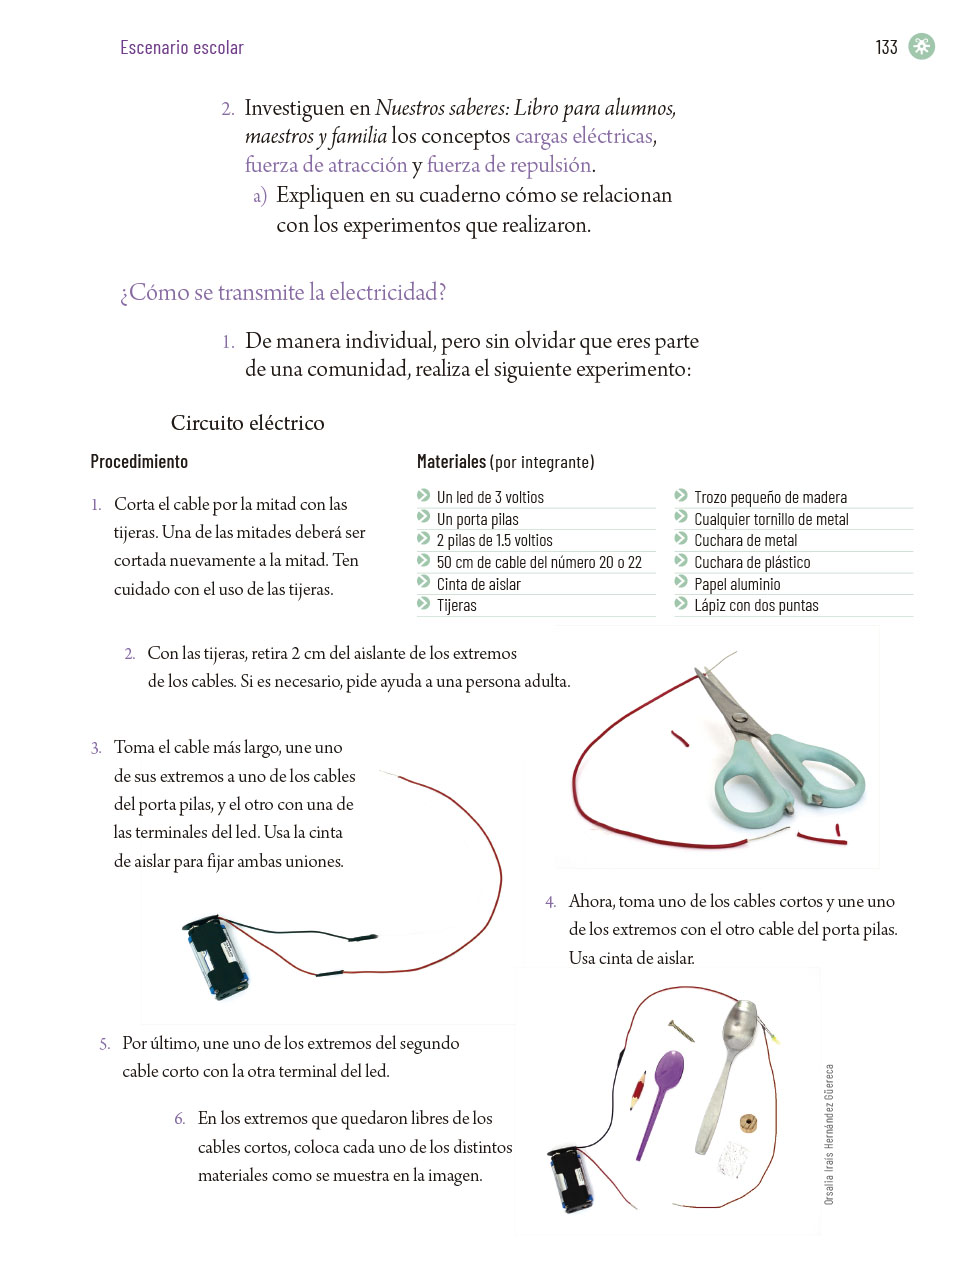 Escenario escolar
133
2. Investiguen en Nuestros saberes: Libro para alumnos,
maestros y familia los conceptos cargas eléctricas,
fuerza de atracción y fuerza de repulsión.
a) Expliquen en su cuaderno cómo se relacionan
con los experimentos que realizaron.
¿Cómo se transmite la electricidad?
1. De manera individual, pero sin olvidar que eres parte
de una comunidad, realiza el siguiente experimento:
Circuito eléctrico
Procedimiento
1. Corta el cable por la mitad con las
tijeras. Una de las mitades deberá ser
cortada nuevamente a la mitad. Ten
cuidado con el uso de las tijeras.
Materiales (por integrante)
Un led de 3 voltios
Un porta pilas
2 pilas de 1.5 voltios
50 cm de cable del número 20 o 22
Cinta de aislar
Tijeras
Trozo pequeño de madera
Cualquier tornillo de metal
Cuchara de metal
Cuchara de plástico
Papel aluminio
Lápiz con dos puntas
2. Con las tijeras, retira 2 cm del aislante de los extremos
de los cables. Si es necesario, pide ayuda a una persona adulta.
3. Toma el cable más largo, une uno
de sus extremos a uno de los cables
del porta pilas, y el otro con una de
las terminales del led. Usa la cinta
de aislar para fijar ambas uniones.
4. Ahora, toma uno de los cables cortos y une uno
de los extremos con el otro cable del porta pilas.
Usa cinta de aislar.
5. Por último, une uno de los extremos del segundo
cable corto con la otra terminal del led.
6. En los extremos que quedaron libres de los
cables cortos, coloca cada uno de los distintos
materiales como se muestra en la imagen.
Orsalia Irais Hernández Güereca